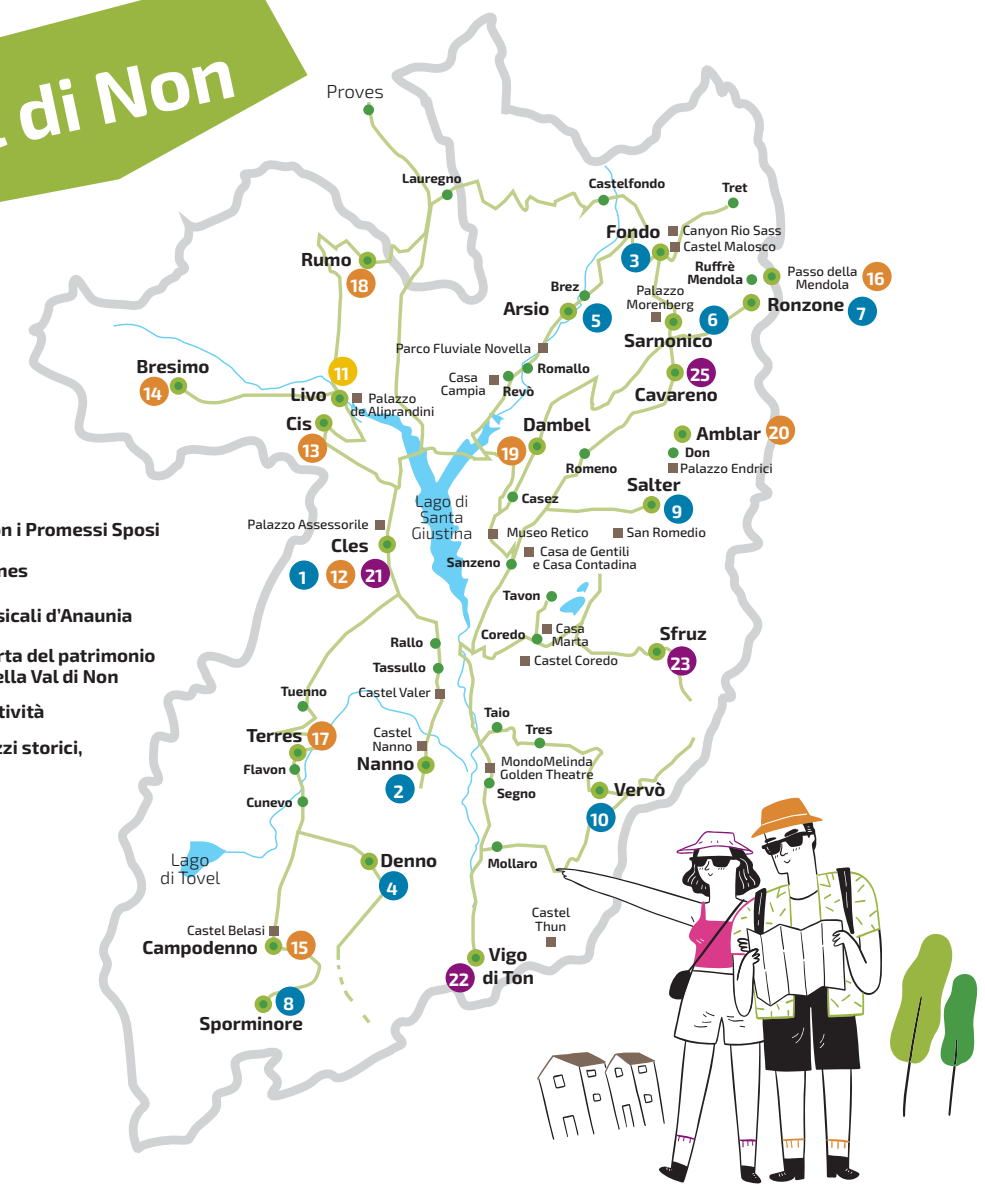 di Non
Proves
Lauregno
Castelfondo
Tret
Fondo
3
Canyon Rio Sass
Castel Malosco
Rumo
18
Ruffrè
Mendola
Passo della
Mendola
16
Brez
Arsio
5
Palazzo
Morenberg
6
Ronzone
7
Sarnonico
Parco Fluviale Novella
Bresimo
14
11
Livo
Palazzo
de Aliprandini
Casa
Campia
Romallo
Revò
25
Cavareno
Cis
13
Dambel
19
Amblar
20
Don
Palazzo Endrici
Romeno
Salter
9
Lago di
Santa
Giustina
Casez
n i Promessi Sposi
Palazzo Assessorile
Cles
1
12
21
Museo Retico
San Romedio
Casa de Gentili
e Casa Contadina
Sanzeno
nes
Tavon
sicali d'Anaunia
Coredo
Casa
Marta
Castel Coredo
Sfruz
23
rta del patrimonio
ella Val di Non
Rallo
Tassullo
Castel Valer
Tuenno
tività
Taio
Tres
Terres
17
zzi storici,
Castel
Nanno
Nanno
2
Flavon
MondoMelinda
Golden Theatre
Segno
Vervò
10
Cunevo
Lago
di Tovel
Denno
4
Mollaro
Castel Belasi
Campodenno
15
Castel
Thun
Vigo
di Ton
22
8
Sporminore